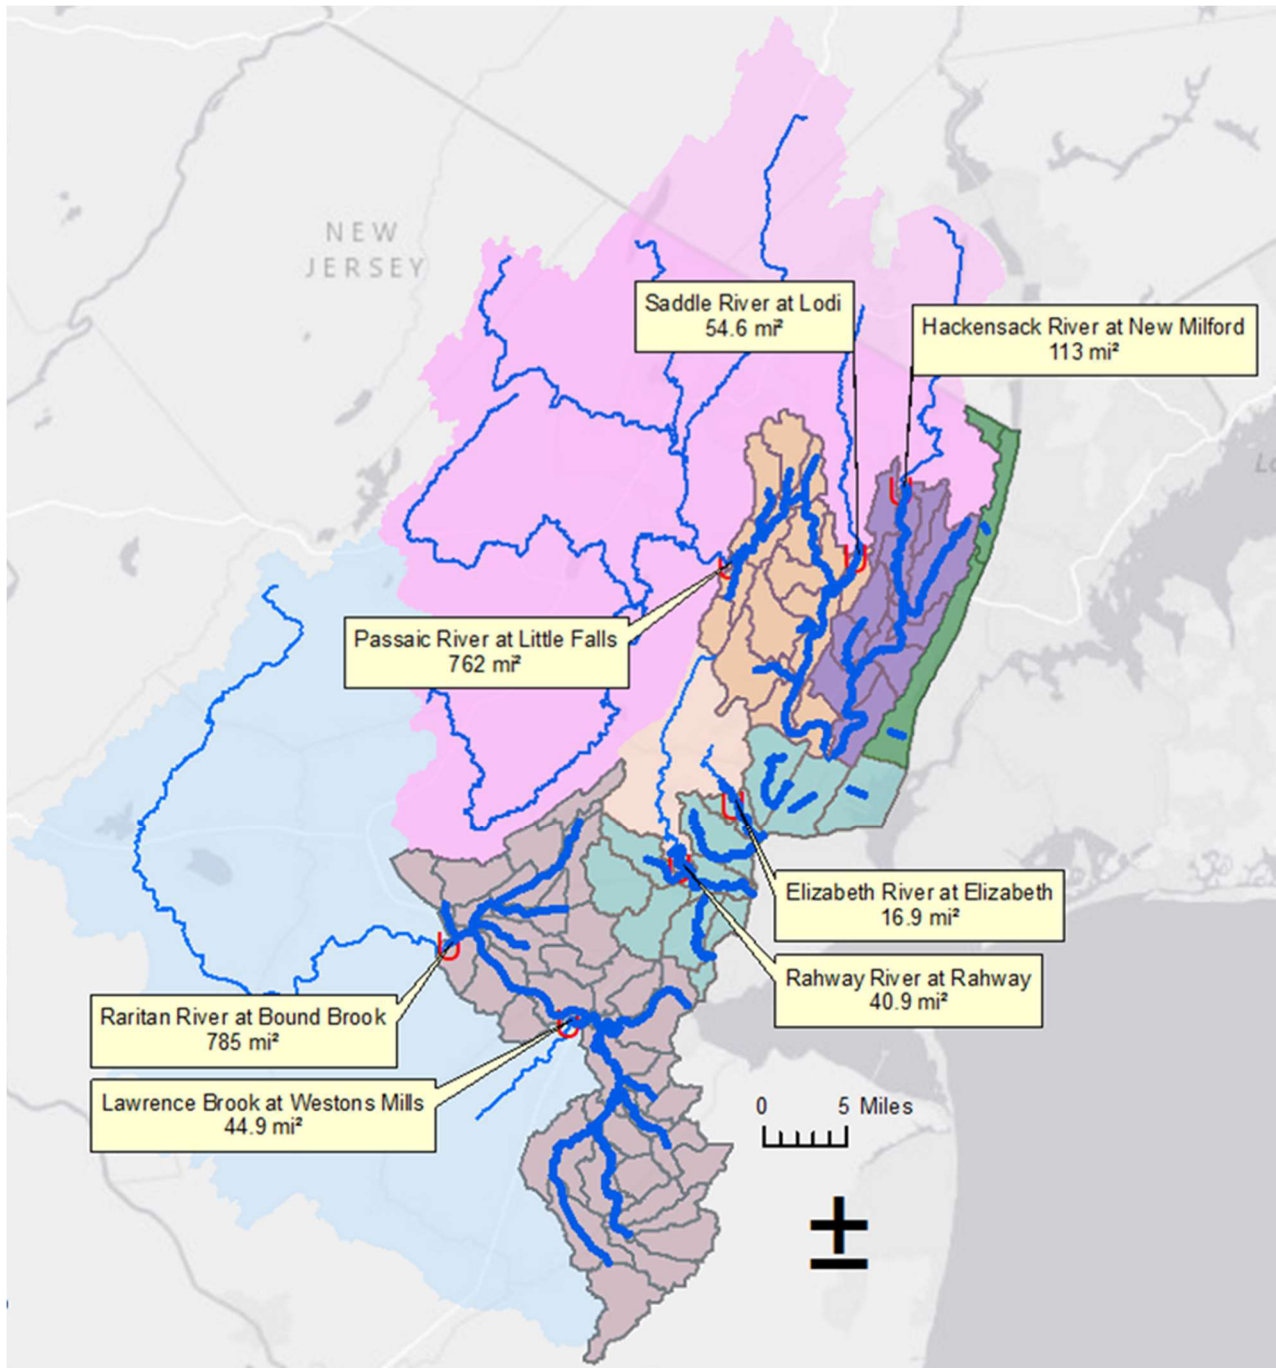 NEW
JERSEY
Saddle River at Lodi
54.6 mi²
Hackensack River at New Milford
113 mi²
Passaic River at Little Falls
762 mi²
Elizabeth River at Elizabeth
16.9 mi²
Rahway River at Rahway
40.9 mi²
Raritan River at Bound Brook
785 mi²
Lawrence Brook at Westons Mills
44.9 mi²
0 5 Miles
±